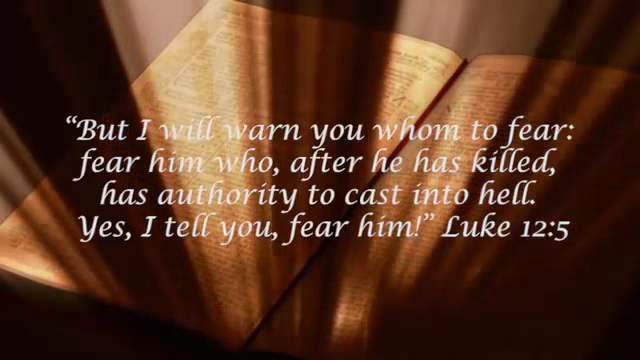 “But I will warn you whom to fear:
fear him who, after he has killed,
has authority to cast into hell.
Yes, I tell you, fear him!” Luke 12:5